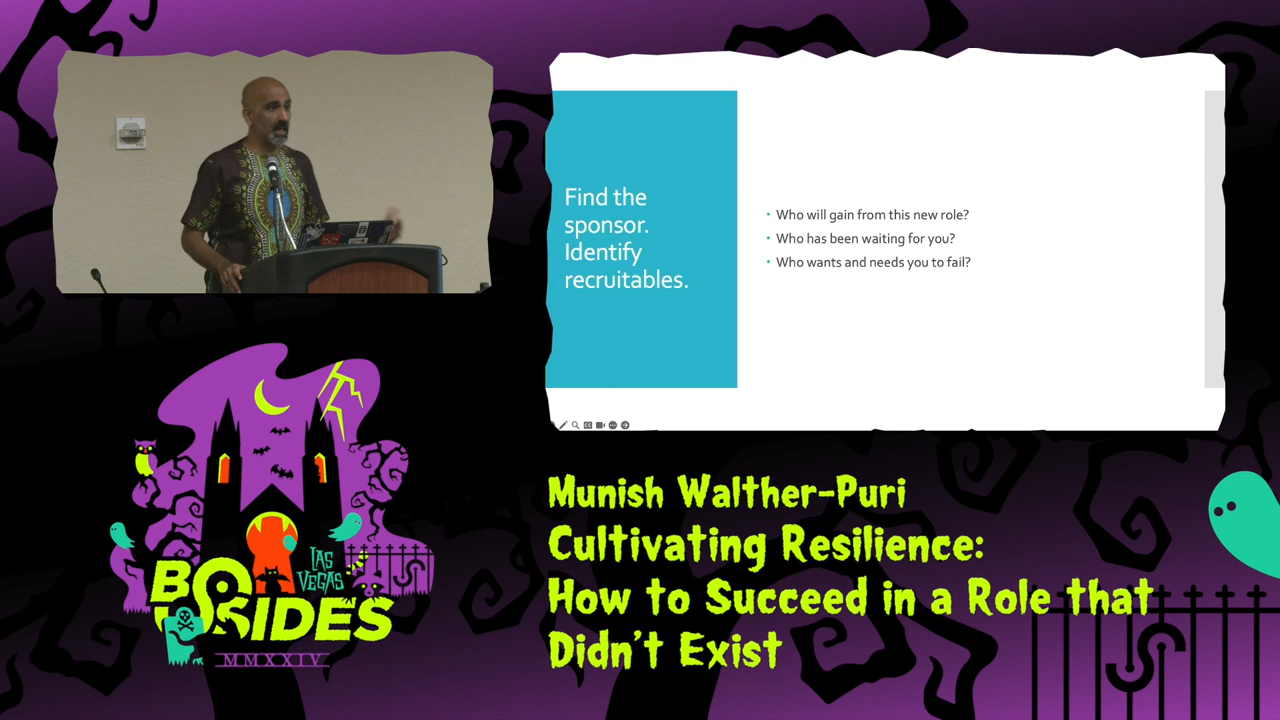 Find the
sponsor.
Identify
recruitables.
• Who will gain from this new role?
• Who has been waiting for you?
• Who wants and needs you to fail?
LAS
VEGAS
BSIDES
MMXXIV
Munish Walther-Puri
Cultivating Resilience:
How to Succeed in a Role that
Didn't Exist